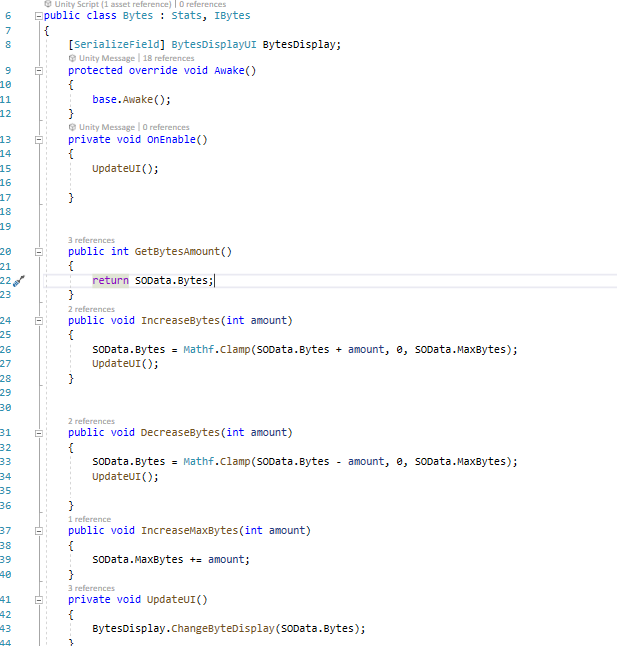 Unity Script (1 asset reference) | 0 references
6 public class Bytes : Stats, IBytes
7 {
8 [SerializeField] BytesDisplayUI BytesDisplay;
Unity Message | 18 references
9 protected override void Awake()
10 {
11 base.Awake();
12 }
Unity Message | 0 references
13 private void OnEnable()
14 {
15 UpdateUI();
16
17 }
18
19
3 references
20 public int GetBytesAmount()
21 {
22 return SOData.Bytes;
23 }
2 references
24 public void IncreaseBytes(int amount)
25 {
26 SOData.Bytes = Mathf.Clamp(SOData.Bytes + amount, 0, SOData.MaxBytes);
27 UpdateUI();
28 }
29
30
2 references
31 public void DecreaseBytes(int amount)
32 {
33 SOData.Bytes = Mathf.Clamp(SOData.Bytes - amount, 0, SOData.MaxBytes);
34 UpdateUI();
35
36 }
1 reference
37 public void IncreaseMaxBytes(int amount)
38 {
39 SOData.MaxBytes += amount;
40 }
3 references
41 private void UpdateUI()
42 {
43 BytesDisplay.ChangeByteDisplay(SOData.Bytes);
44 }